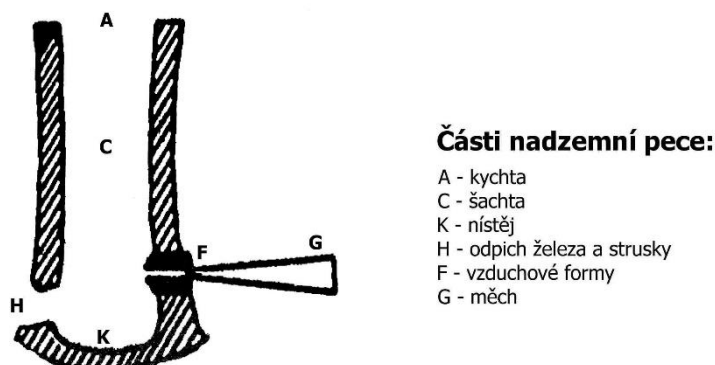 A
C
F
G
H
K
Části nadzemní pece:
A - kychta
C - šachta
K - nístěj
H - odpich železa a strusky
F - vzduchové formy
G - měch